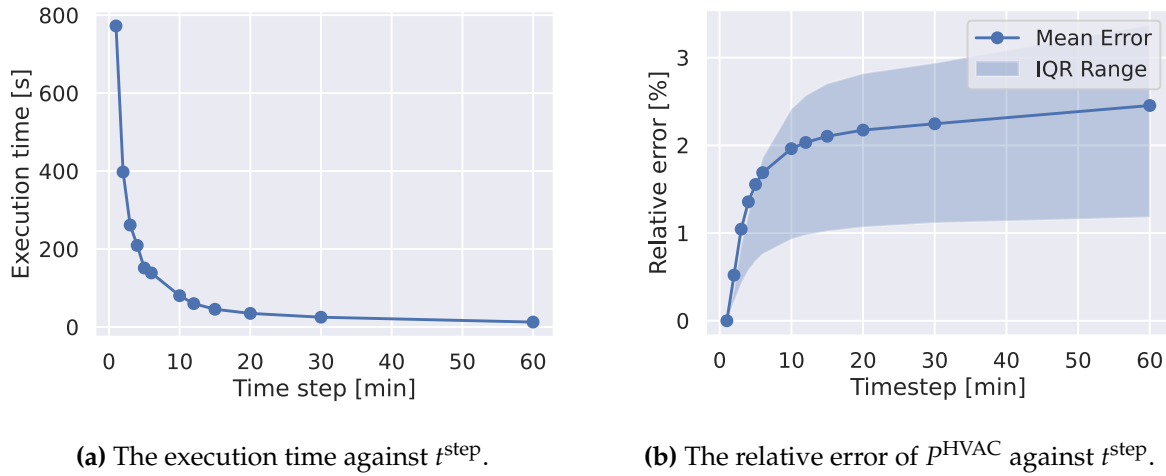 800
600
400
200
0
Execution time [s]
0 10 20 30 40 50 60
Time step [min]
(a) The execution time against t^step.
3
2
1
0
Relative error [%]
Mean Error
IQR Range
0 10 20 30 40 50 60
Timestep [min]
(b) The relative error of P^HVAC against t^step.